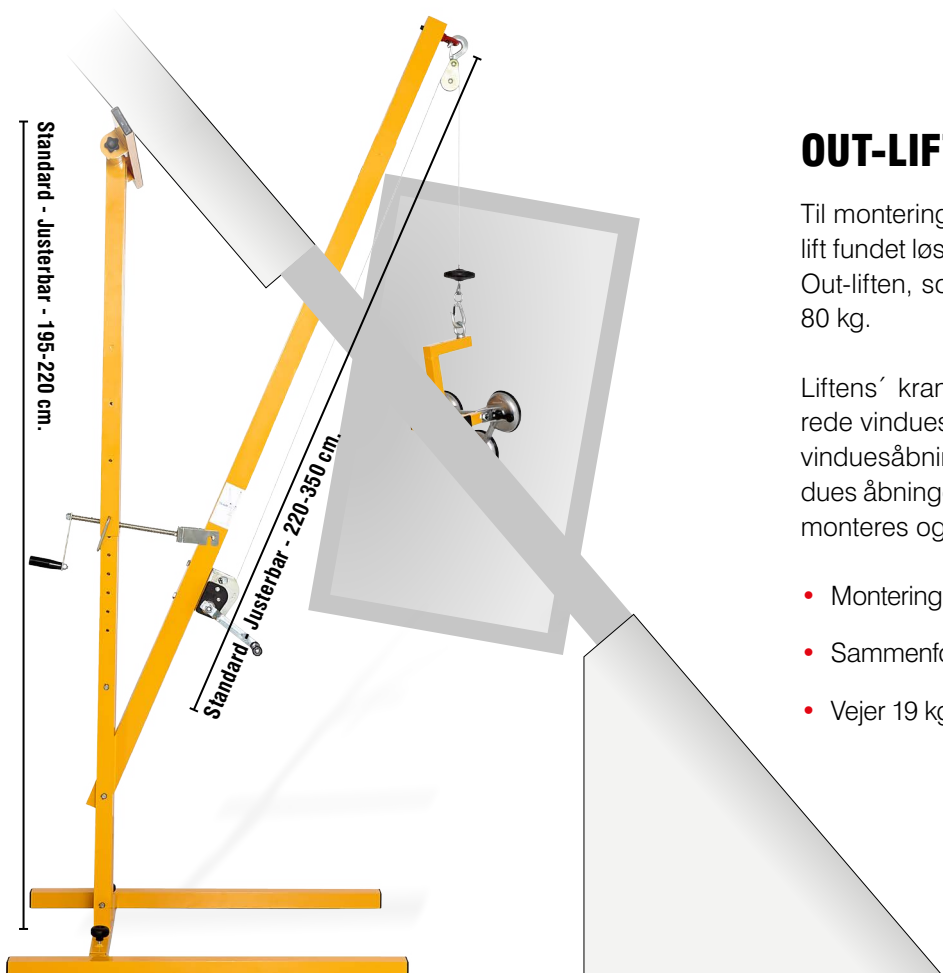 Standard - Justerbar - 195-220 cm.
Standard - Justerbar - 220-350 cm.
OUT-LIF
Til montering
lift fundet løs
Out-liften, so
80 kg.
Liftens´ kran
rede vindues
vinduesåbnin
dues åbning
monteres og
• Montering
• Sammenfo
• Vejer 19 kg